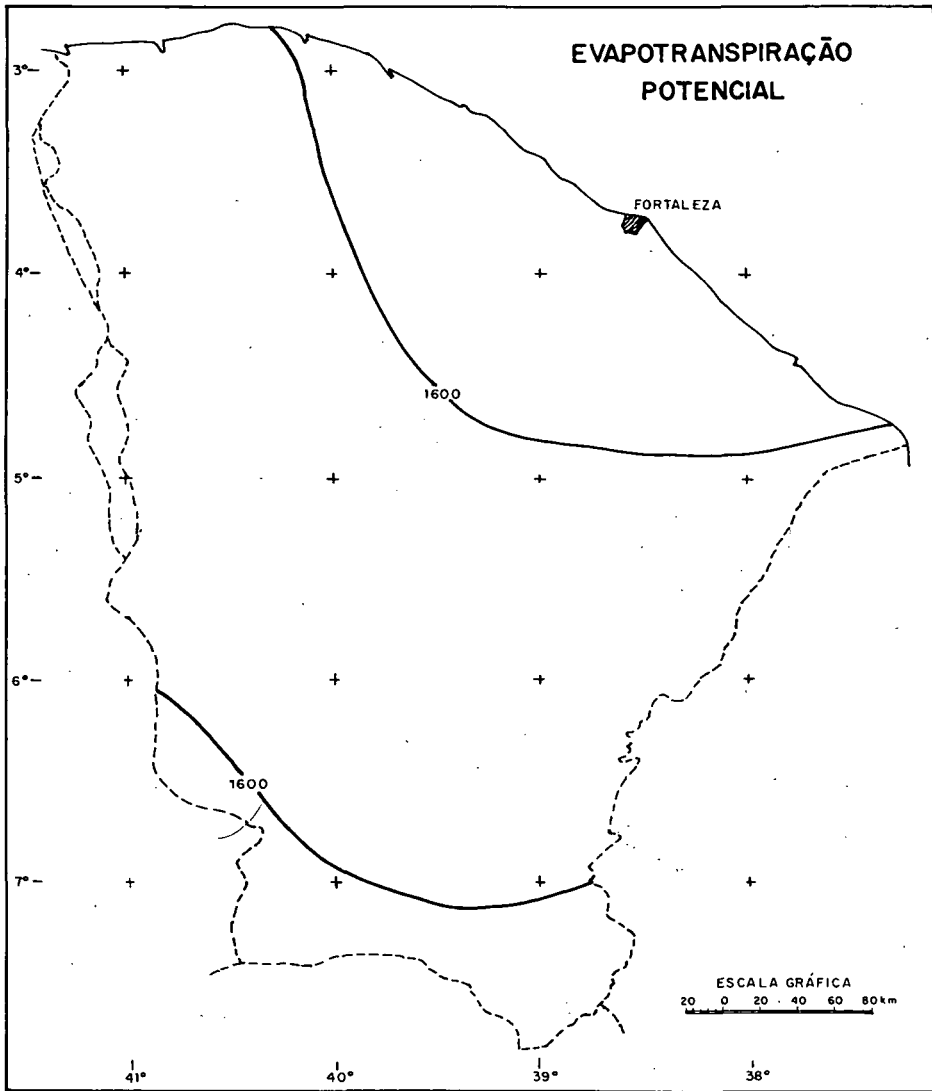 EVAPOTRANSPIRAÇÃO
POTENCIAL
3°
FORTALEZA
4°
1600
5°
6°
1600
7°
ESCALA GRÁFICA
20 0 20 40 60 80 km
41° 40° 39° 38°